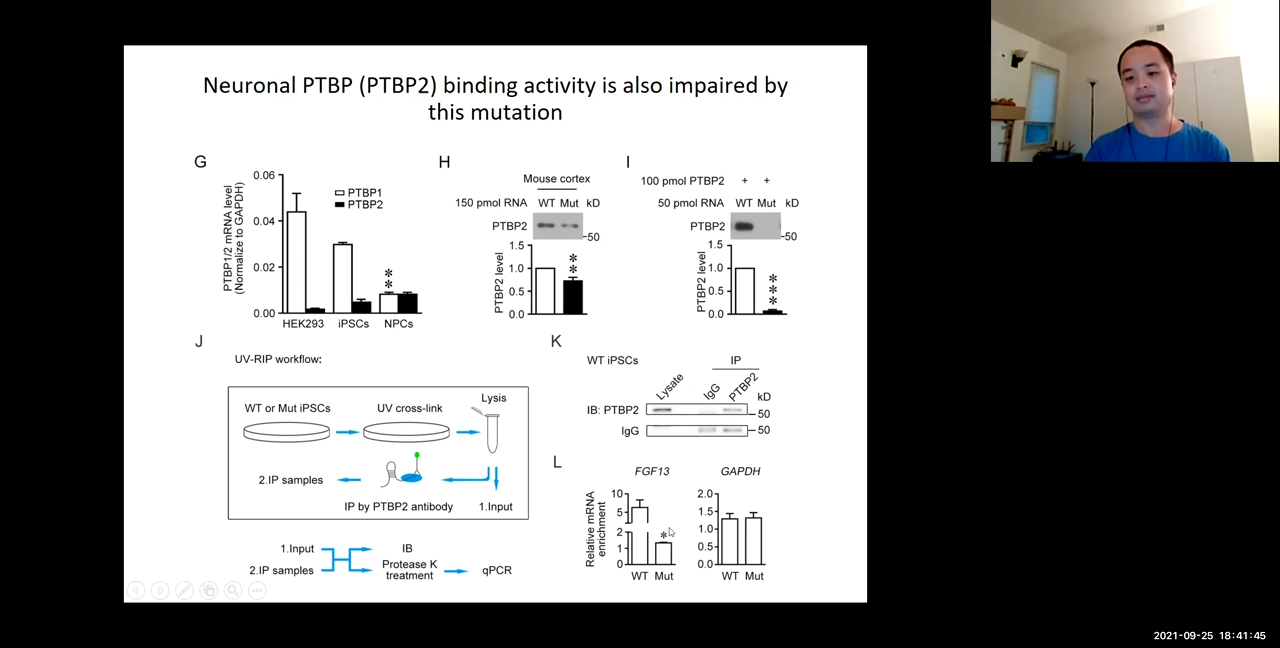 Neuronal PTBP (PTBP2) binding activity is also impaired by
this mutation
G
PTBP1/2 mRNA level
(Normalize to GAPDH)
0.06
0.04
0.02
0.00
PTBP1
PTBP2
**
HEK293 iPSCs NPCs
H
Mouse cortex
150 pmol RNA WT Mut kD
PTBP2
50
PTBP2 level
1.5
1.0
0.5
0.0
**
I
100 pmol PTBP2 + +
50 pmol RNA WT Mut kD
PTBP2
50
PTBP2 level
1.5
1.0
0.5
0.0
***
J
UV-RIP workflow:
WT or Mut iPSCs
UV cross-link
Lysis
2.IP samples
IP by PTBP2 antibody
1.Input
1.Input
2.IP samples
IB
Protease K
treatment
qPCR
K
WT iPSCs
IP
Lysate
IgG
PTBP2
kD
IB: PTBP2
50
IgG
50
L
FGF13
Relative mRNA
enrichment
10
5
2
1
0
*
WT Mut
GAPDH
2.0
1.5
1.0
0.5
0.0
WT Mut
2021-09-25 18:41:45